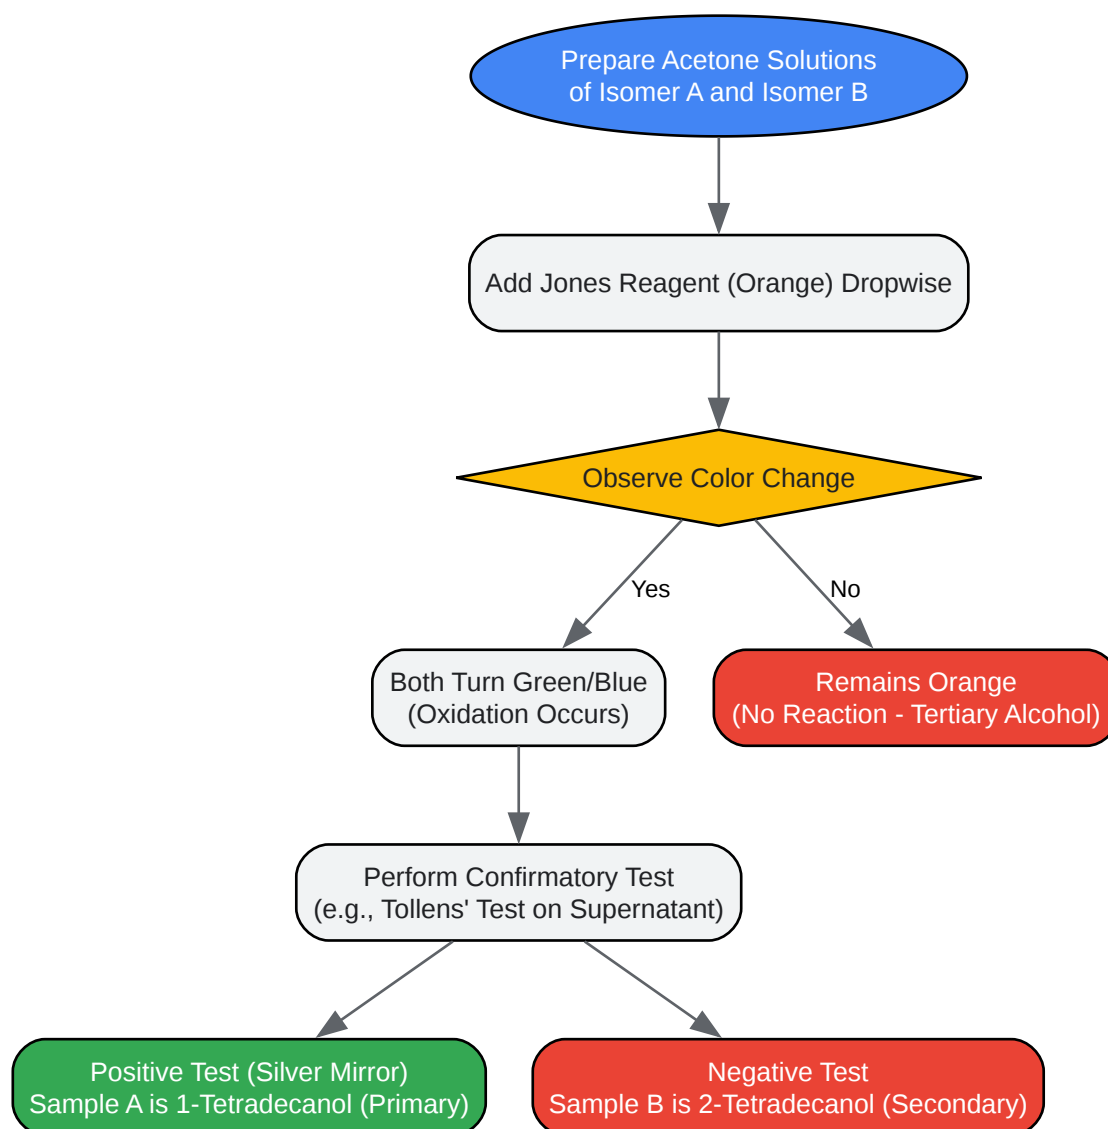 Prepare Acetone Solutions
of Isomer A and Isomer B
Add Jones Reagent (Orange) Dropwise
Observe Color Change
Yes
No
Both Turn Green/Blue
(Oxidation Occurs)
Remains Orange
(No Reaction - Tertiary Alcohol)
Perform Confirmatory Test
(e.g., Tollens' Test on Supernatant)
Positive Test (Silver Mirror)
Sample A is 1-Tetradecanol (Primary)
Negative Test
Sample B is 2-Tetradecanol (Secondary)